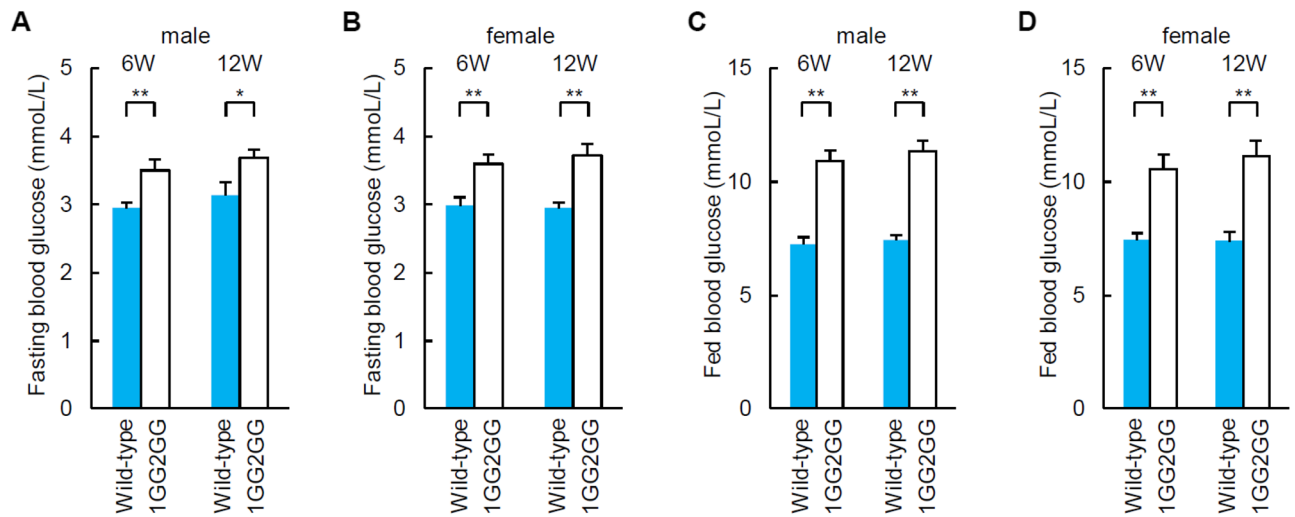 A
male
6W 12W
Fasting blood glucose (mmoL/L)
5
4
3
2
1
0
** *
Wild-type
1GG2GG
Wild-type
1GG2GG
B
female
6W 12W
Fasting blood glucose (mmoL/L)
5
4
3
2
1
0
** **
Wild-type
1GG2GG
Wild-type
1GG2GG
C
male
6W 12W
Fed blood glucose (mmoL/L)
15
10
5
0
** **
Wild-type
1GG2GG
Wild-type
1GG2GG
D
female
6W 12W
Fed blood glucose (mmoL/L)
15
10
5
0
** **
Wild-type
1GG2GG
Wild-type
1GG2GG